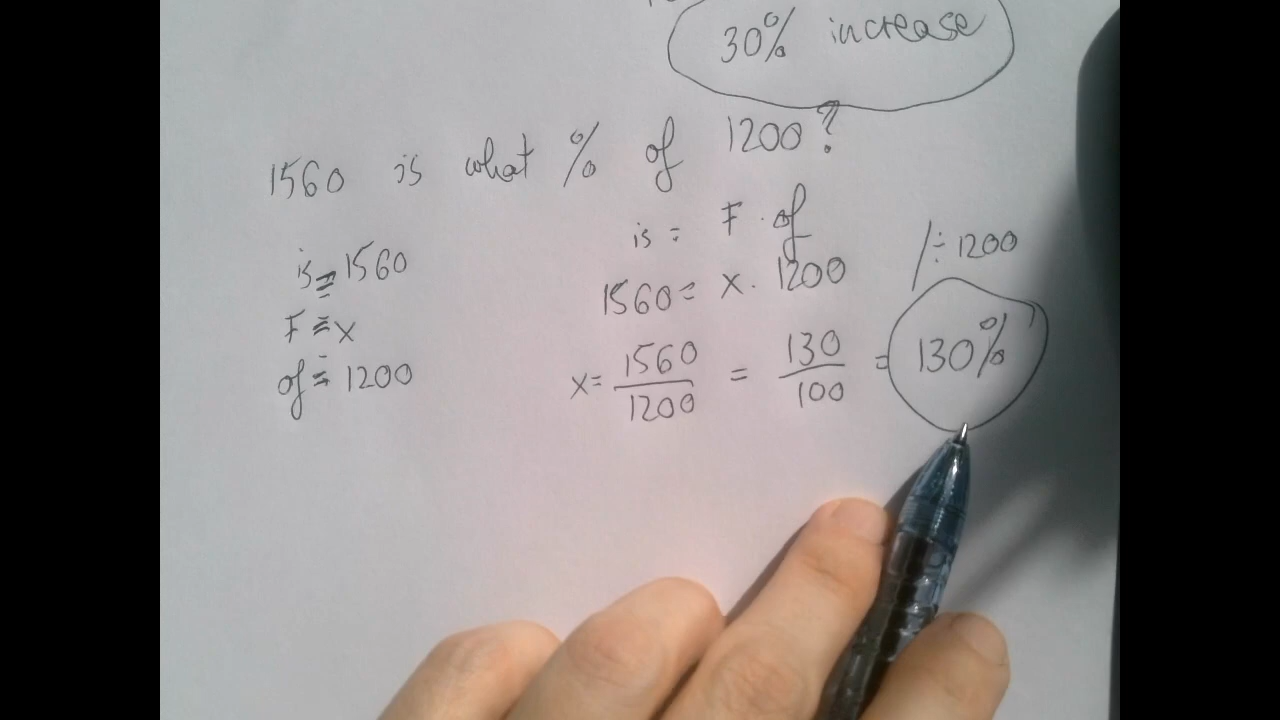 30% increase
1560 is what % of 1200?
is = F · of
is = 1560
1560 = x · 1200 / ÷ 1200
F = x
of = 1200
x = 1560/1200 = 130/100 = 130%